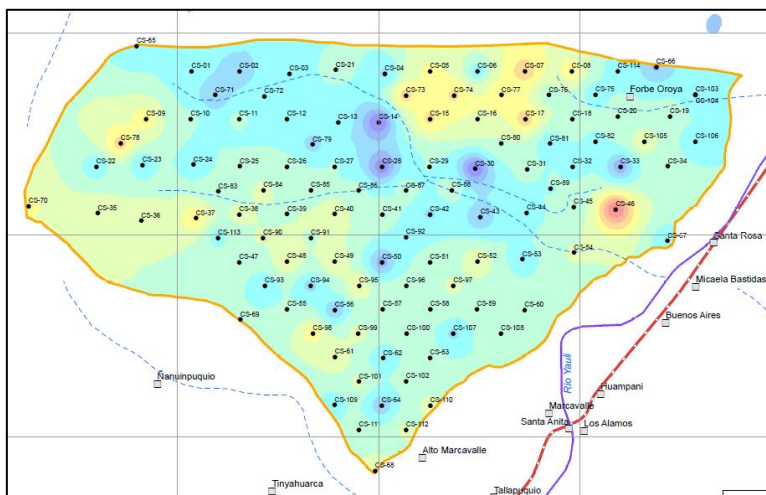 CS-65
CS-01
CS-02
CS-03
CS-21
CS-04
CS-05
CS-06
CS-07
CS-08
CS-114
CS-66
CS-71
CS-72
CS-73
CS-74
CS-77
CS-76
CS-75
Forbe Oroya
CS-103
CS-104
CS-09
CS-10
CS-11
CS-12
CS-13
CS-14
CS-15
CS-16
CS-17
CS-18
CS-26
CS-19
CS-78
CS-79
CS-80
CS-81
CS-82
CS-105
CS-106
CS-22
CS-23
CS-24
CS-25
CS-26
CS-27
CS-28
CS-29
CS-30
CS-31
CS-32
CS-33
CS-34
CS-83
CS-84
CS-85
CS-86
CS-87
CS-88
CS-89
CS-70
CS-35
CS-36
CS-37
CS-38
CS-39
CS-40
CS-41
CS-42
CS-43
CS-44
CS-45
CS-46
CS-113
CS-90
CS-91
CS-92
CS-67
Santa Rosa
CS-47
CS-48
CS-49
CS-50
CS-51
CS-52
CS-53
CS-54
CS-93
CS-94
CS-95
CS-96
CS-97
Micaela Bastidas
CS-69
CS-55
CS-56
CS-57
CS-58
CS-59
CS-60
Buenos Aires
CS-98
CS-99
CS-100
CS-107
CS-108
CS-61
CS-62
CS-63
Río Yauli
Ñanuinpuquio
CS-101
CS-102
Huampani
CS-109
CS-64
CS-110
Marcavalle
CS-111
CS-112
Santa Anita
Los Alamos
Alto Marcavalle
CS-68
Tinyahuarca
Tallapuquio